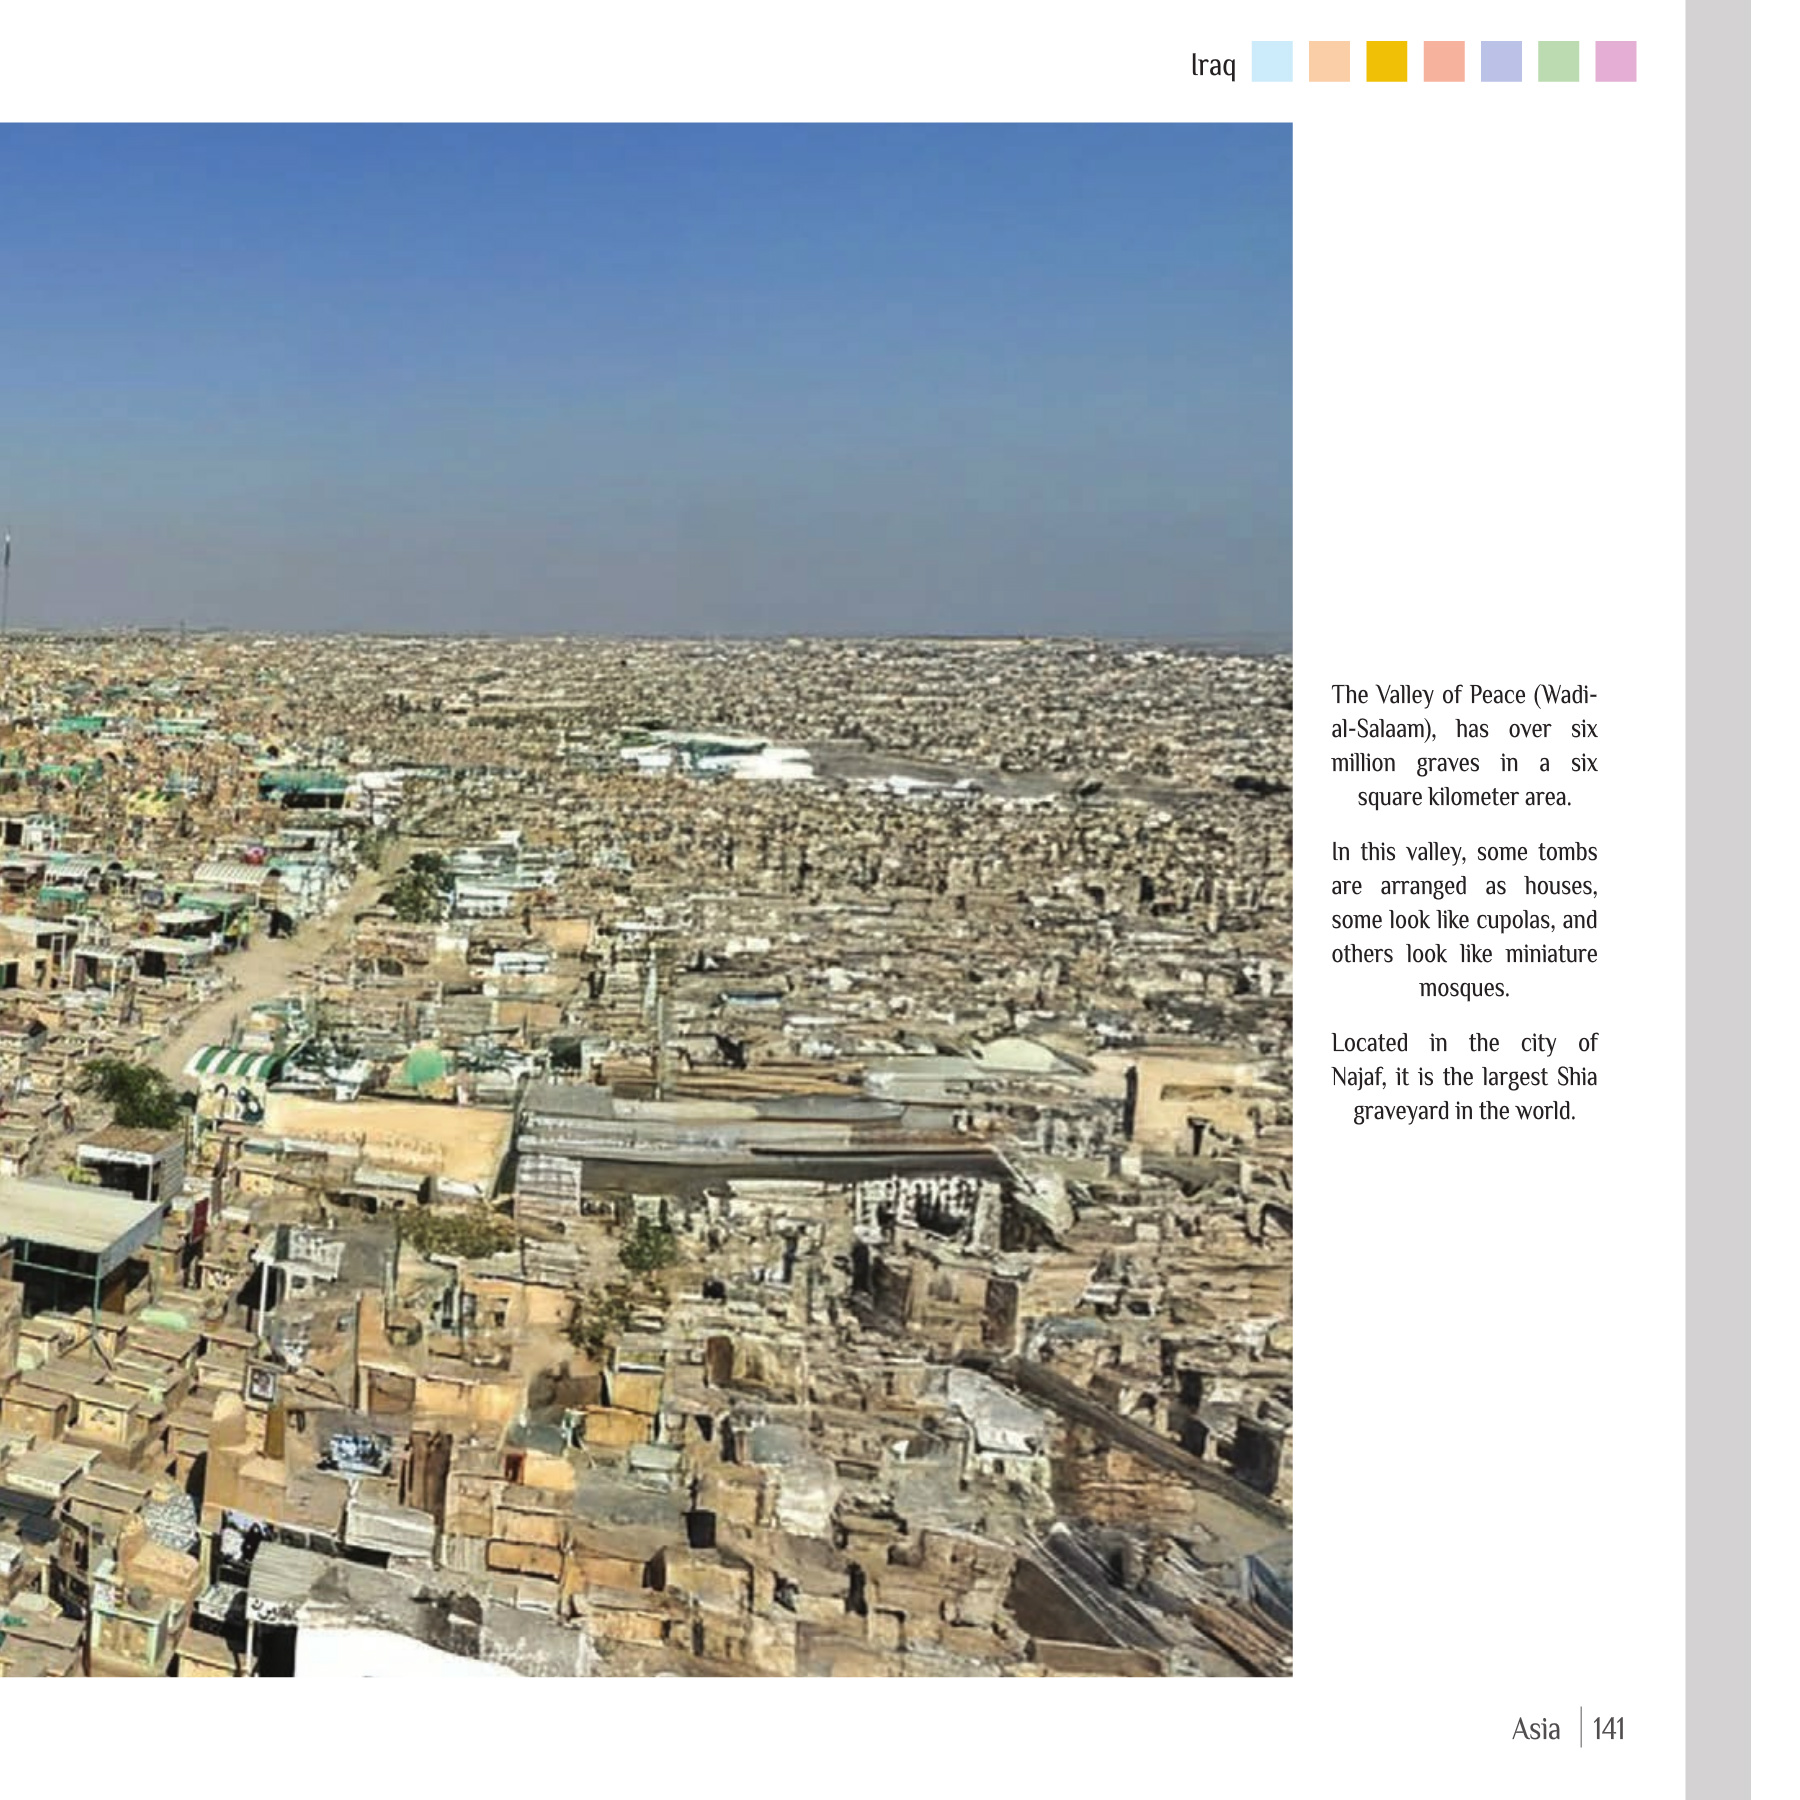 Iraq
The Valley of Peace (Wadi-
al-Salaam), has over six
million graves in a six
square kilometer area.
In this valley, some tombs
are arranged as houses,
some look like cupolas, and
others look like miniature
mosques.
Located in the city of
Najaf, it is the largest Shia
graveyard in the world.
Asia | 141